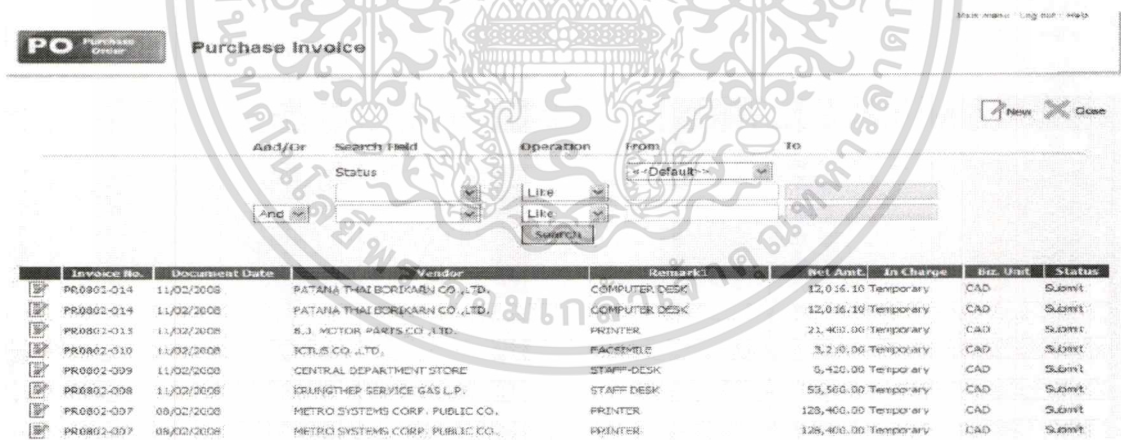 Main menu | Log out | Help
PO Purchase Order
Purchase Invoice
New Close
And/Or Search Field Operation From To
Status <<Default>>
Like
And Like
Search
Invoice No. Document Date Vendor Remark1 Net Amt. In Charge Biz. Unit Status
PR0802-014 11/02/2008 PATANA THAI BORIKARN CO.,LTD. COMPUTER DESK 12,016.10 Temporary CAD Submit
PR0802-014 11/02/2008 PATANA THAI BORIKARN CO.,LTD. COMPUTER DESK 12,016.10 Temporary CAD Submit
PR0802-013 11/02/2008 MOTOR PARTS CO.,LTD. PRINTER 21,400.00 Temporary CAD Submit
PR0802-010 11/02/2008 CO.,LTD. FACSIMILE 3,210.00 Temporary CAD Submit
PR0802-009 11/02/2008 CENTRAL DEPARTMENT STORE STAFF-DESK 6,420.00 Temporary CAD Submit
PR0802-008 11/02/2008 KRUNGTHEP SERVICE GAS L.P. STAFF DESK 53,500.00 Temporary CAD Submit
PR0802-007 08/02/2008 METRO SYSTEMS CORP. PUBLIC CO. PRINTER 128,400.00 Temporary CAD Submit
PR0802-007 08/02/2008 METRO SYSTEMS CORP. PUBLIC CO. PRINTER 128,400.00 Temporary CAD Submit